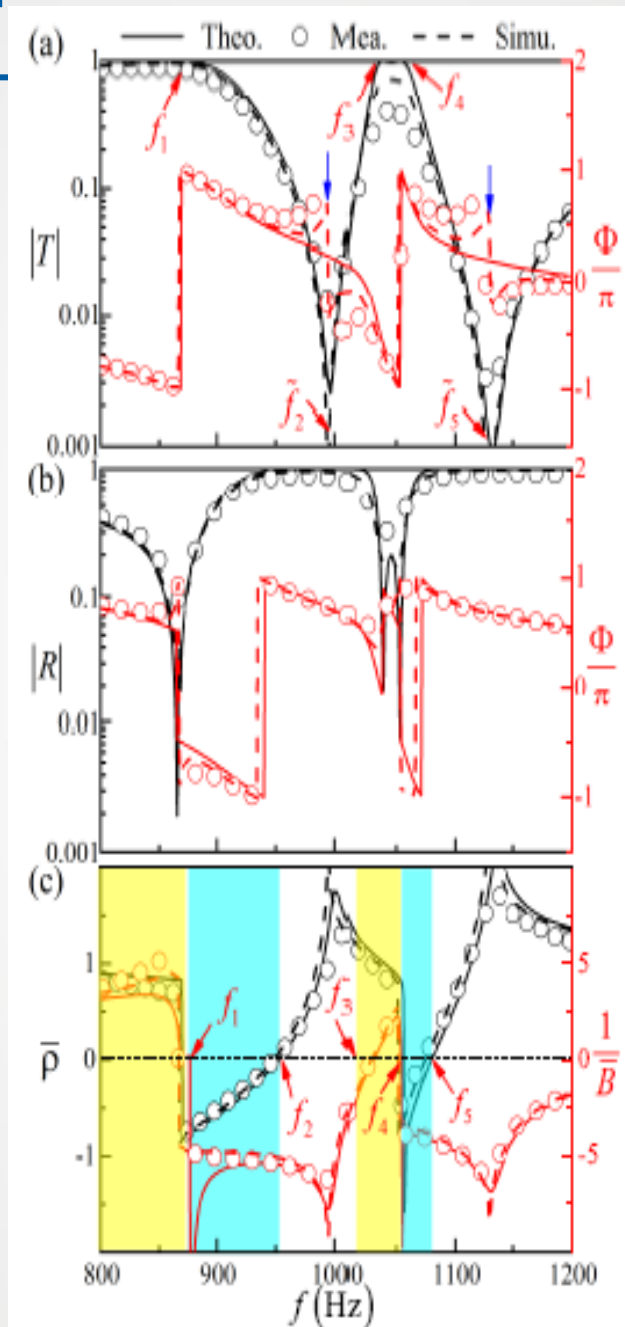 (a) Theo. Mea. Simu.
1 2
f₁ f₃ f₄
0.1 1
|T| Φ/π
0
0.01
-1
f̃₂ f̃₅
0.001
(b) 1 2
0.1 1
|R| Φ/π
0
0.01
-1
0.001
(c)
1 5
f₁ f₃
ρ̄ 0 0 1/B̄
f₂ f₄ f₅
-1 -5
800 900 1000 1100 1200
f (Hz)